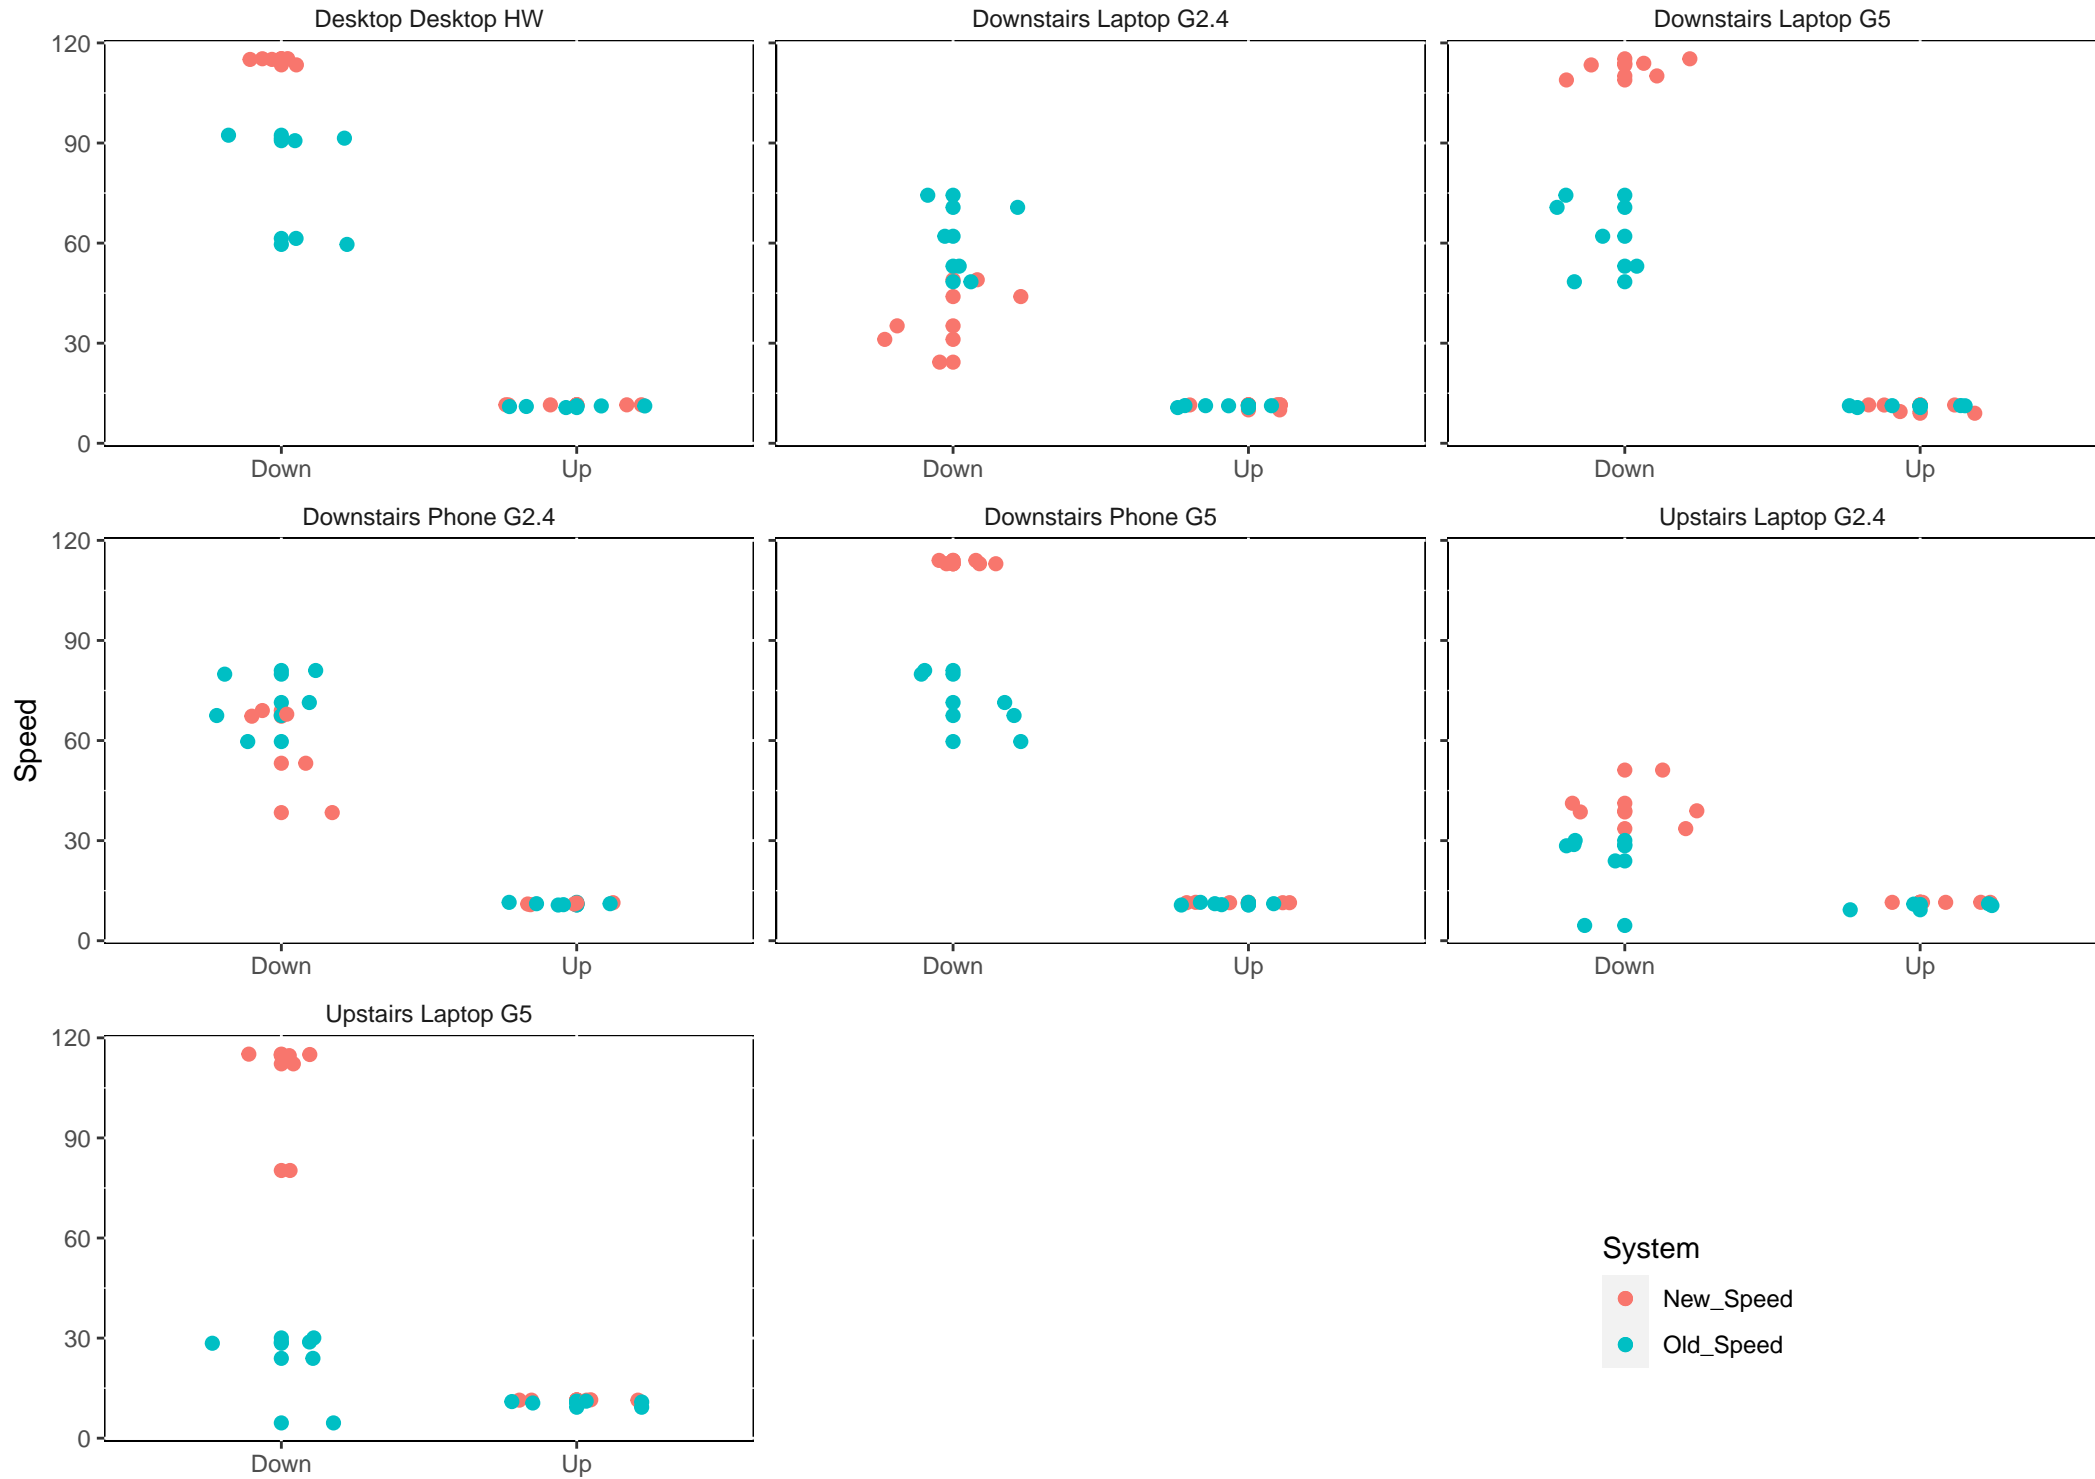 Desktop Desktop HW
Downstairs Laptop G2.4
Downstairs Laptop G5
120
90
60
30
0
Down
Up
Down
Up
Down
Up
Downstairs Phone G2.4
Downstairs Phone G5
Upstairs Laptop G2.4
120
90
60
30
0
Speed
Down
Up
Down
Up
Down
Up
Upstairs Laptop G5
120
90
60
30
0
Down
Up
System
New_Speed
Old_Speed